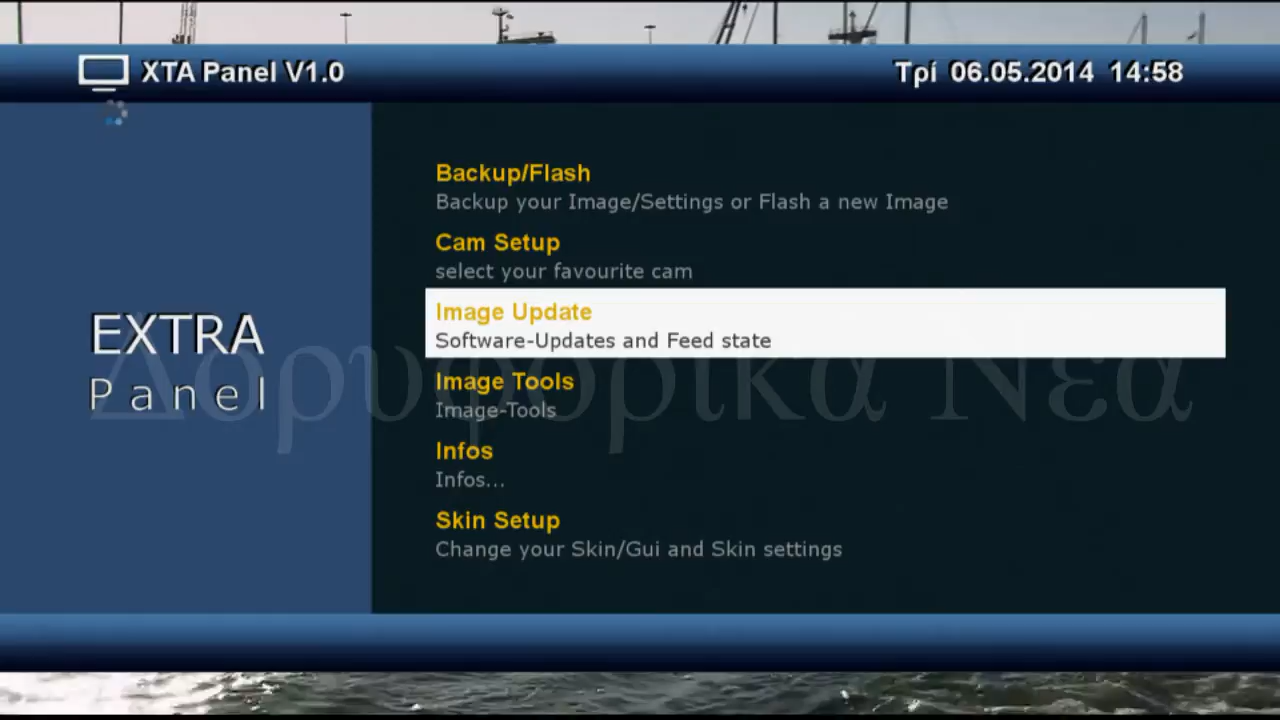 XTA Panel V1.0
Τρί 06.05.2014 14:58
Backup/Flash
Backup your Image/Settings or Flash a new Image
Cam Setup
select your favourite cam
Image Update
Software-Updates and Feed state
EXTRA
Panel
Δορυφορικά Νέα
Image Tools
Image-Tools
Infos
Infos...
Skin Setup
Change your Skin/Gui and Skin settings